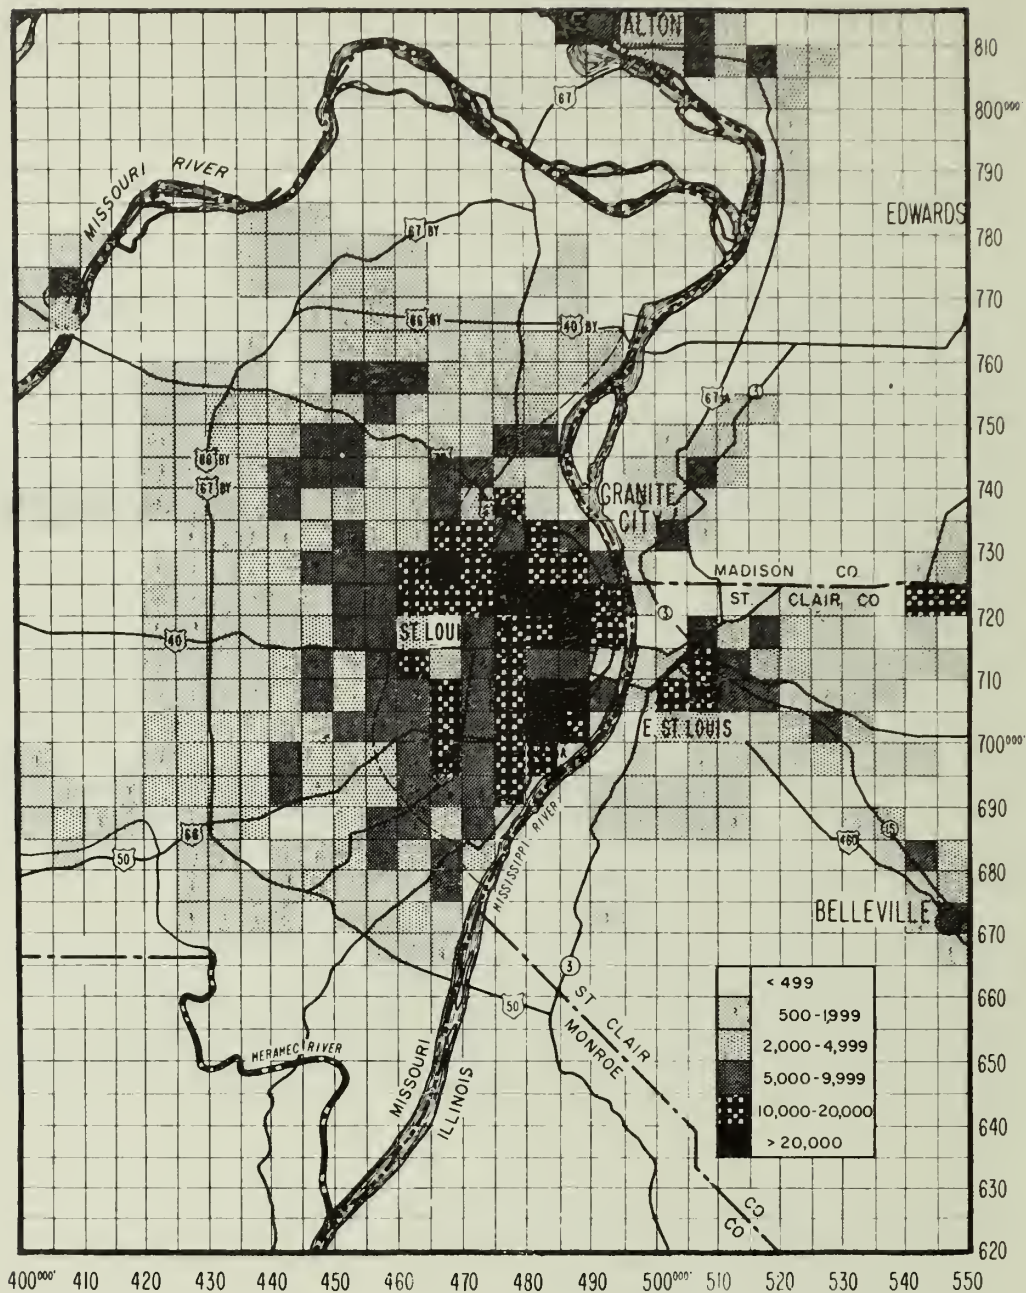 ALTON
810
67
800⁰⁰⁰'
MISSOURI RIVER
790
EDWARDS
67 BY
780
770
66 BY
40 BY
760
67A
3
750
66 BY
67 BY
GRANITE
CITY
740
730
MADISON CO
ST. CLAIR CO
3
720
40
ST. LOUIS
710
E. ST. LOUIS
A
700⁰⁰⁰'
690
66
50
460
15
680
MISSISSIPPI RIVER
BELLEVILLE
670
3
50
ST CLAIR
MONROE
660
MERAMEC RIVER
650
MISSOURI
ILLINOIS
640
630
CO
CO
620
< 499
500-1,999
2,000-4,999
5,000-9,999
10,000-20,000
> 20,000
400⁰⁰⁰' 410 420 430 440 450 460 470 480 490 500⁰⁰⁰' 510 520 530 540 550